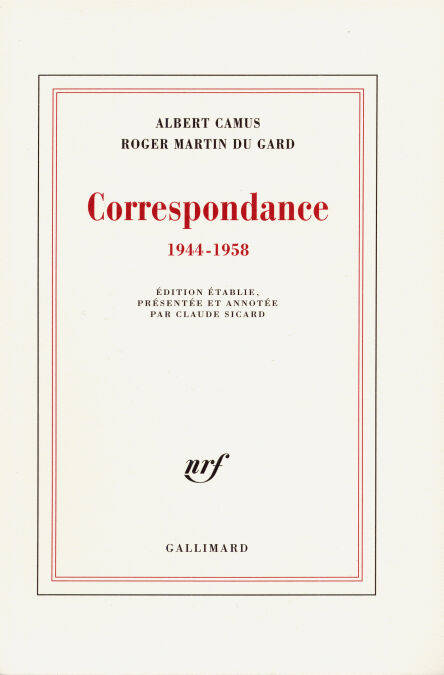 ALBERT CAMUS
ROGER MARTIN DU GARD
Correspondance
1944-1958
ÉDITION ÉTABLIE,
PRÉSENTÉE ET ANNOTÉE
PAR CLAUDE SICARD
nrf
GALLIMARD